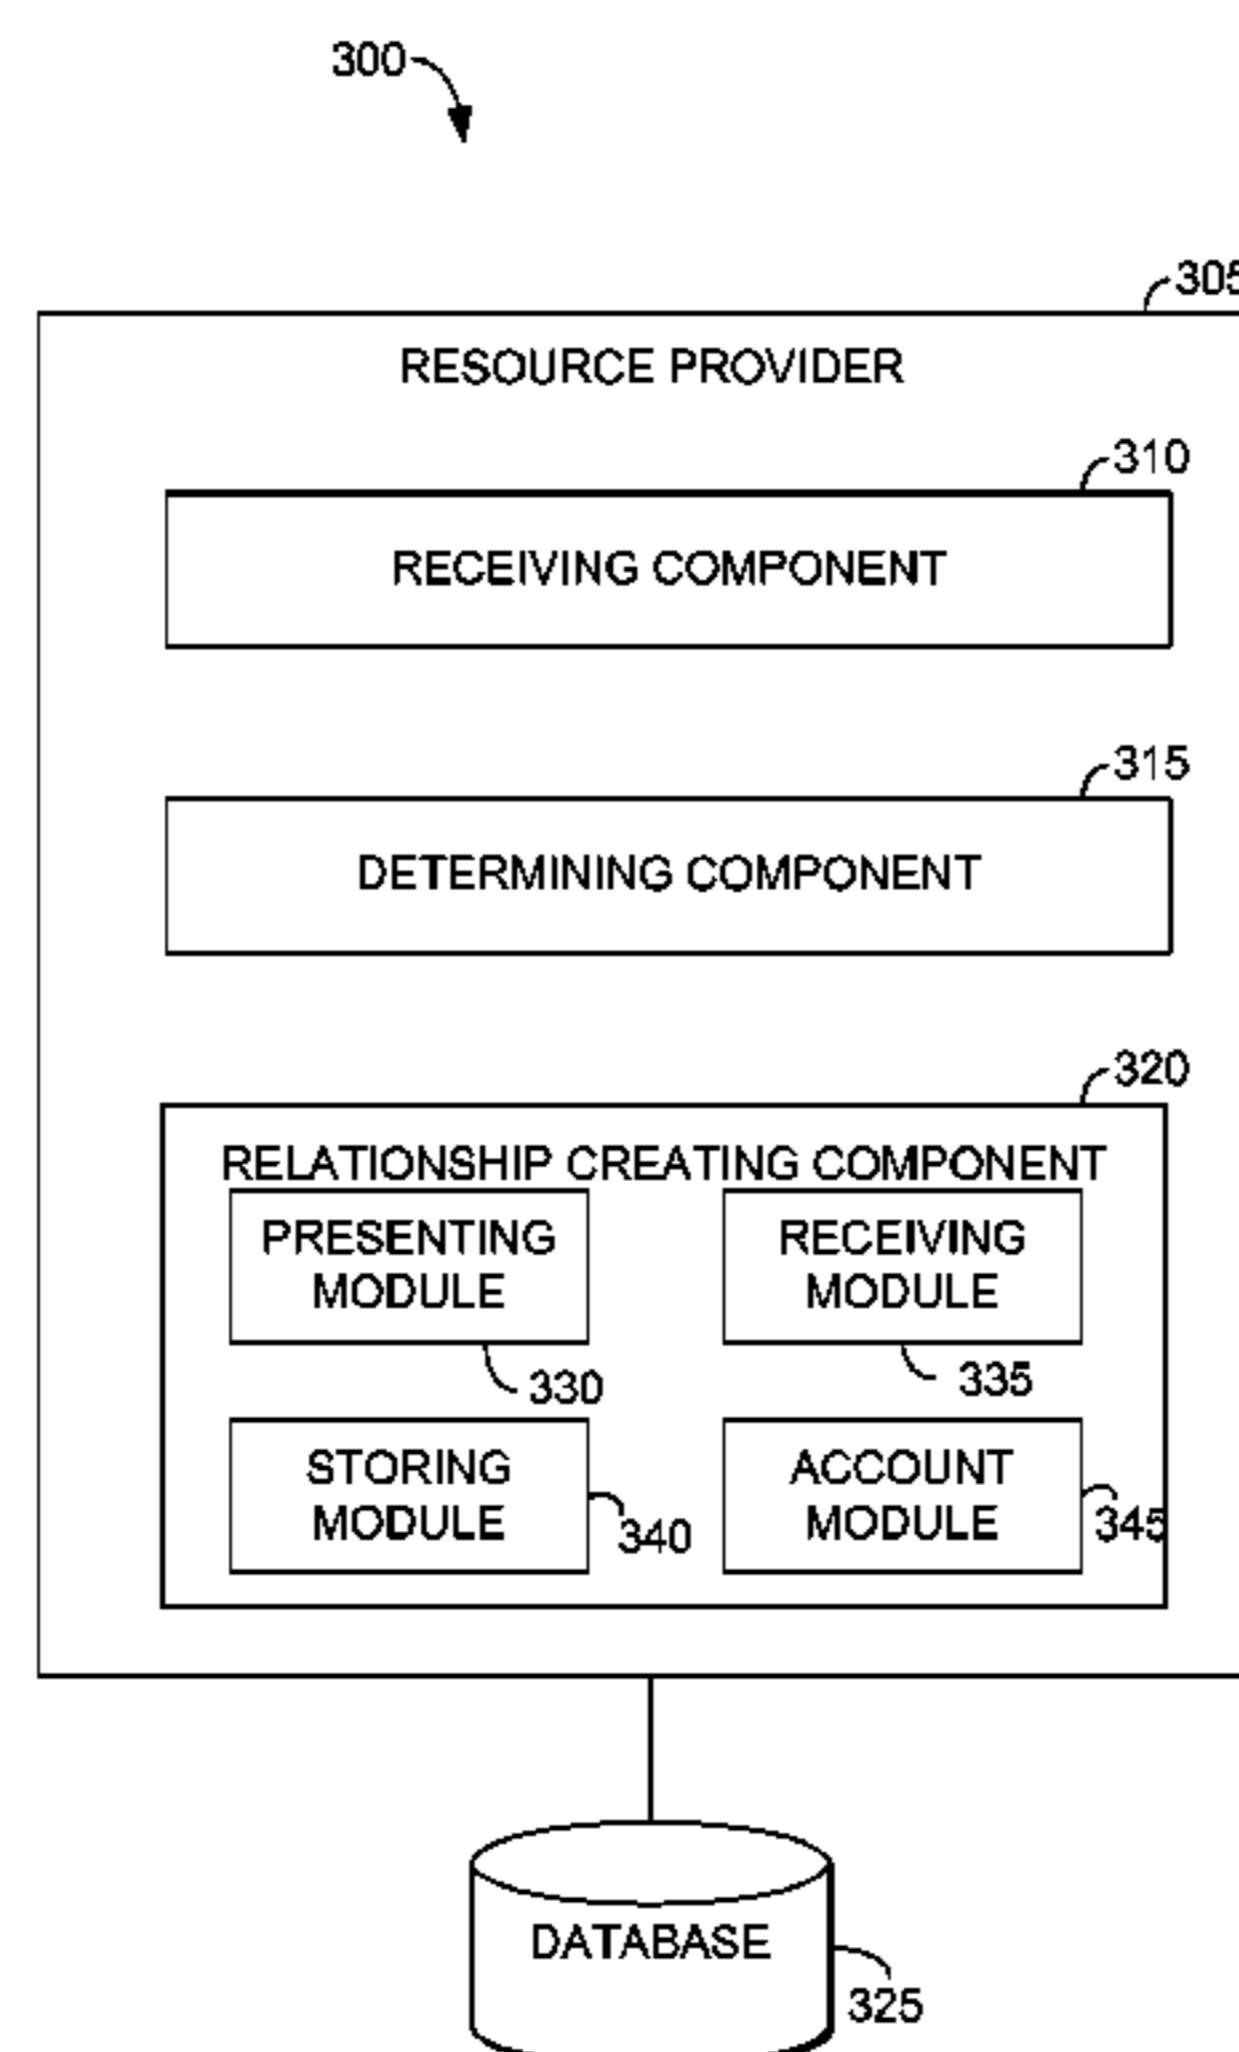 300
305
RESOURCE PROVIDER
310
RECEIVING COMPONENT
315
DETERMINING COMPONENT
320
RELATIONSHIP CREATING COMPONENT
PRESENTING
MODULE
330
RECEIVING
MODULE
335
STORING
MODULE
340
ACCOUNT
MODULE
345
DATABASE
325